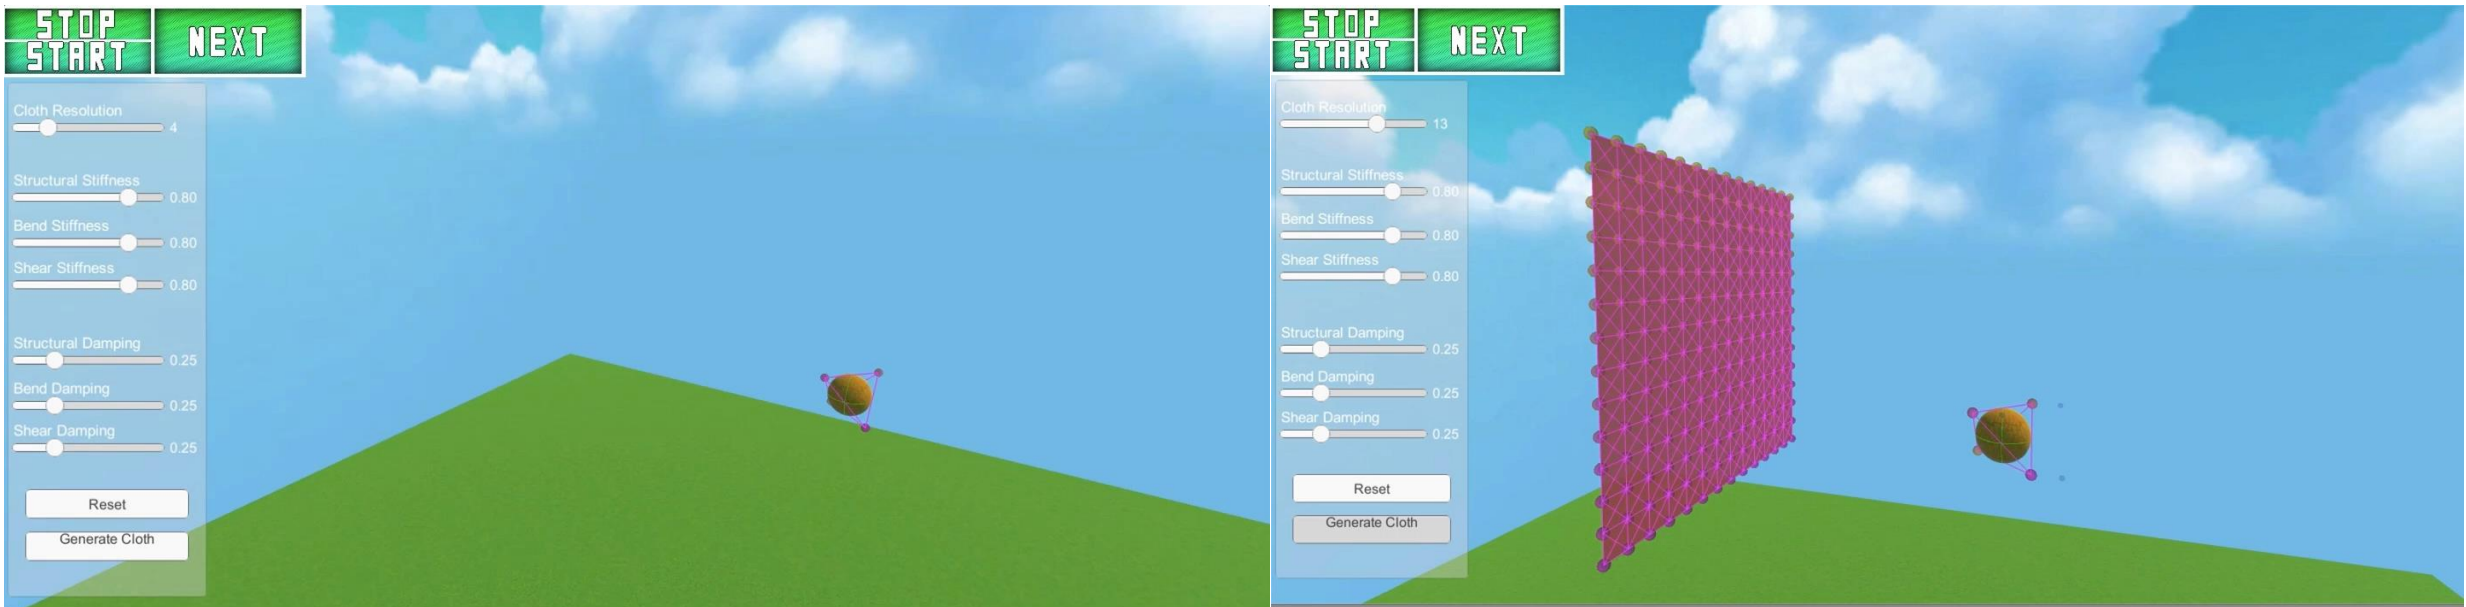 STOP
START
NEXT
Cloth Resolution
4
Structural Stiffness
0.80
Bend Stiffness
0.80
Shear Stiffness
0.80
Structural Damping
0.25
Bend Damping
0.25
Shear Damping
0.25
Reset
Generate Cloth
STOP
START
NEXT
Cloth Resolution
13
Structural Stiffness
0.80
Bend Stiffness
0.80
Shear Stiffness
0.80
Structural Damping
0.25
Bend Damping
0.25
Shear Damping
0.25
Reset
Generate Cloth